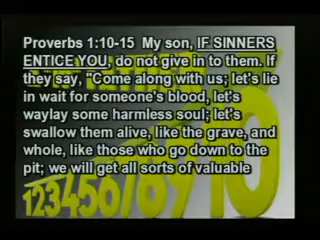 Proverbs 1:10-15 My son, IF SINNERS
ENTICE YOU, do not give in to them. If
they say, "Come along with us; let's lie
in wait for someone's blood, let's
waylay some harmless soul; let's
swallow them alive, like the grave, and
whole, like those who go down to the
pit; we will get all sorts of valuable
12345678910